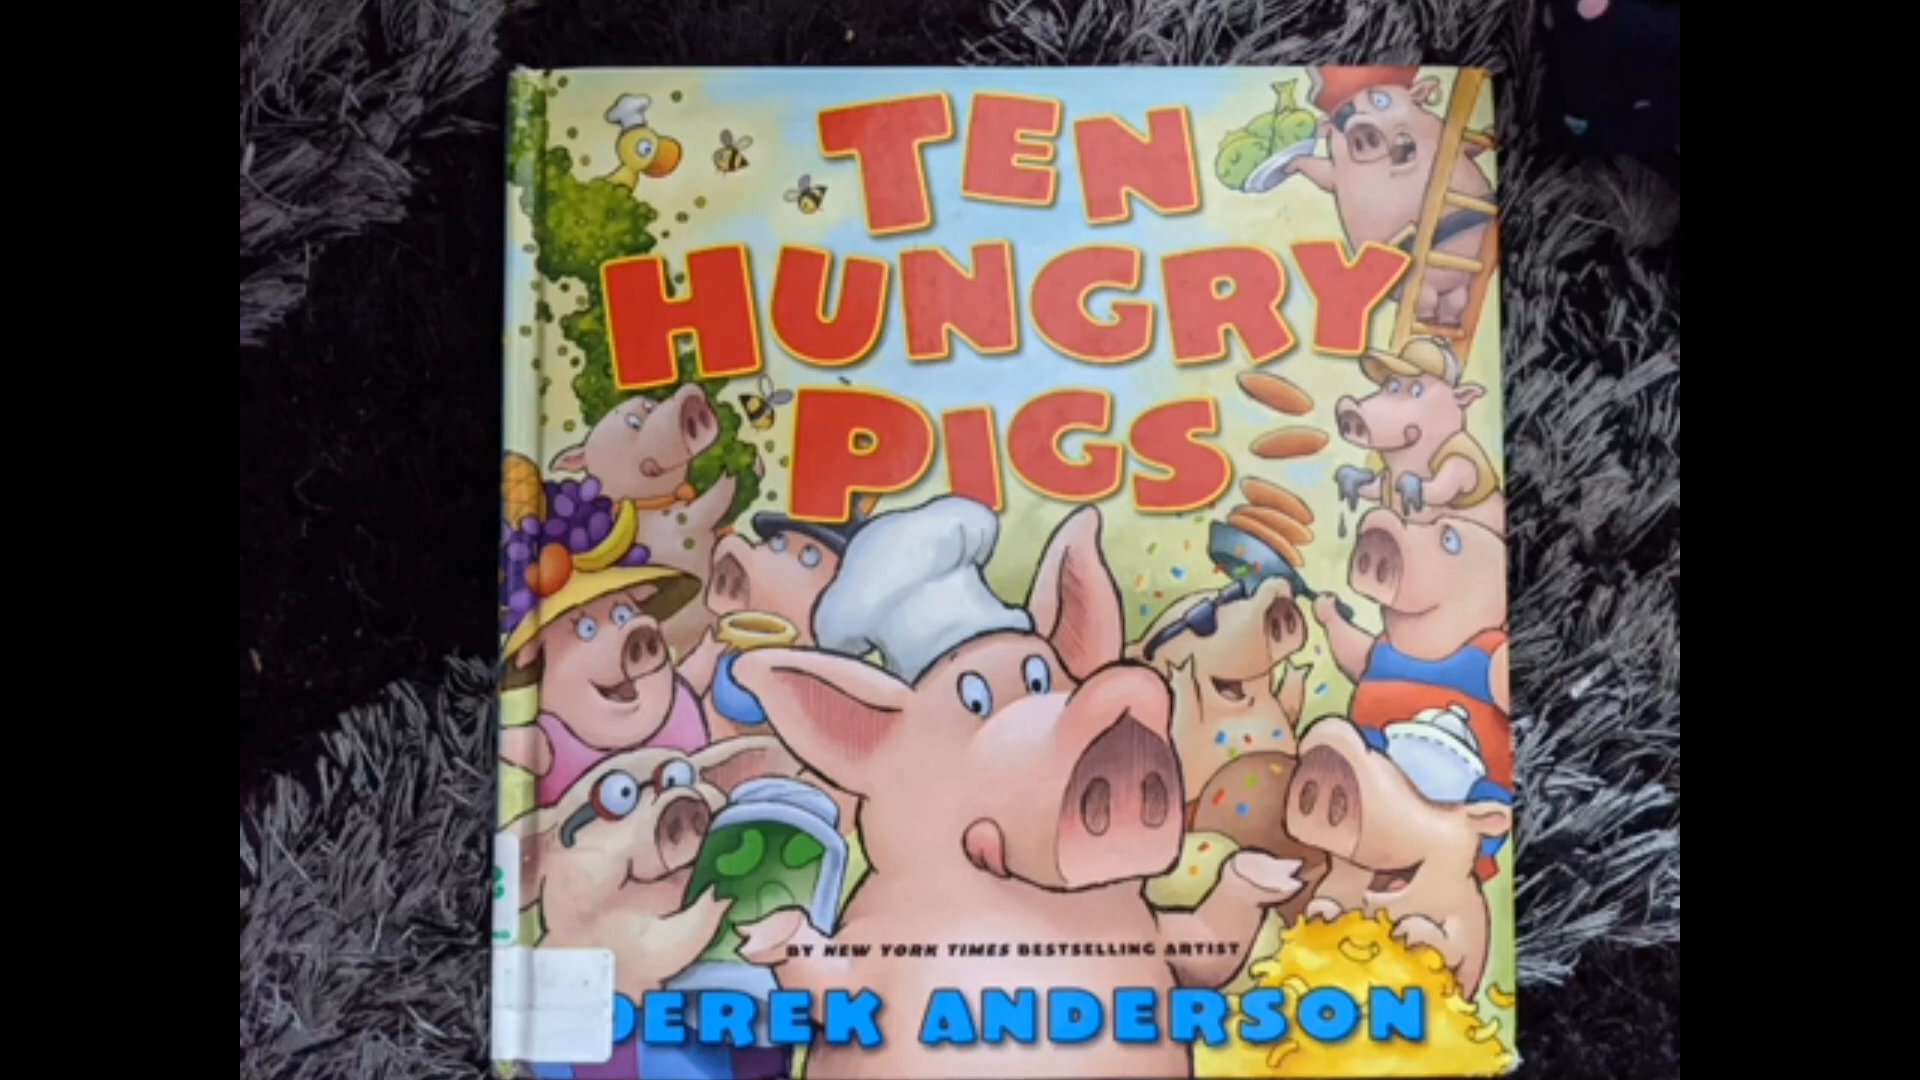 TEN
HUNGRY
PIGS
BY NEW YORK TIMES BESTSELLING ARTIST
DEREK ANDERSON